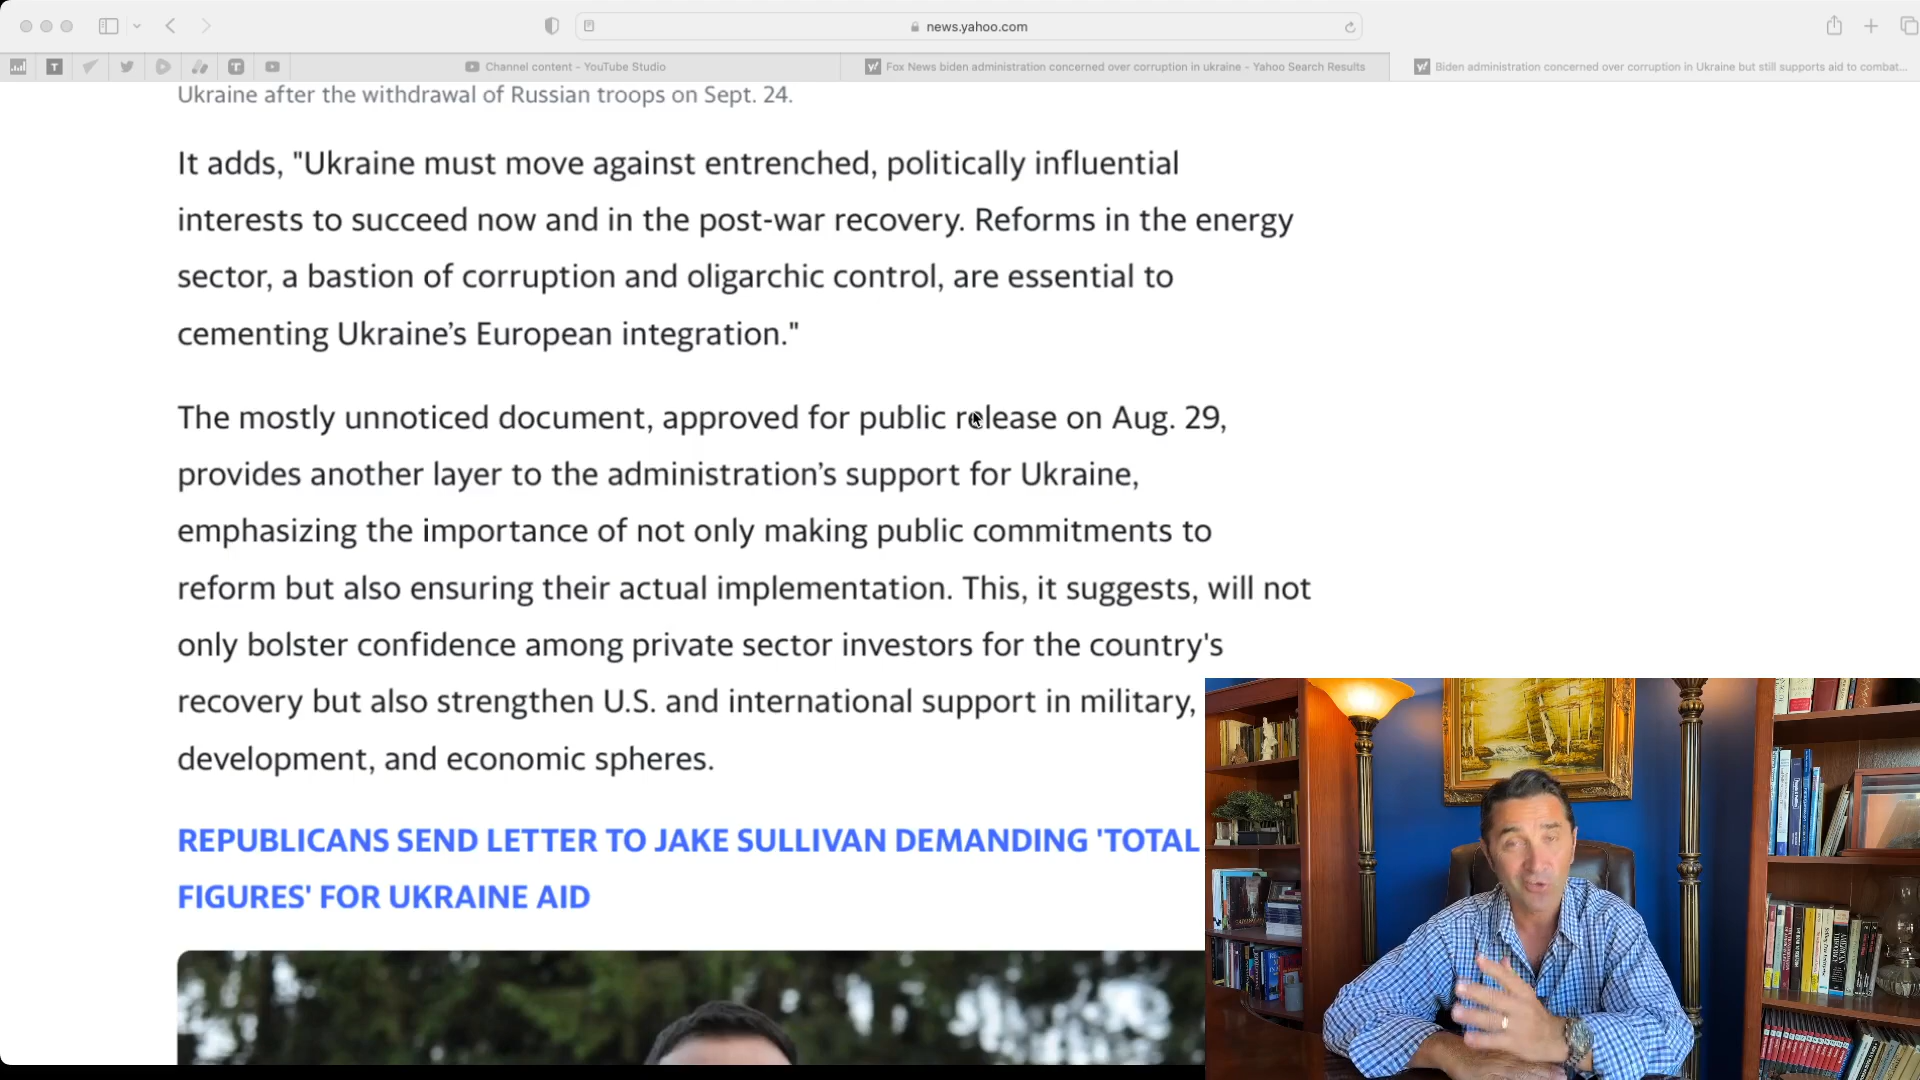 news.yahoo.com
Channel content - YouTube Studio
Fox News biden administration concerned over corruption in ukraine - Yahoo Search Results
Biden administration concerned over corruption in Ukraine but still supports aid to combat...
Ukraine after the withdrawal of Russian troops on Sept. 24.
It adds, "Ukraine must move against entrenched, politically influential
interests to succeed now and in the post-war recovery. Reforms in the energy
sector, a bastion of corruption and oligarchic control, are essential to
cementing Ukraine’s European integration."
The mostly unnoticed document, approved for public release on Aug. 29,
provides another layer to the administration’s support for Ukraine,
emphasizing the importance of not only making public commitments to
reform but also ensuring their actual implementation. This, it suggests, will not
only bolster confidence among private sector investors for the country's
recovery but also strengthen U.S. and international support in military,
development, and economic spheres.
REPUBLICANS SEND LETTER TO JAKE SULLIVAN DEMANDING 'TOTAL
FIGURES' FOR UKRAINE AID